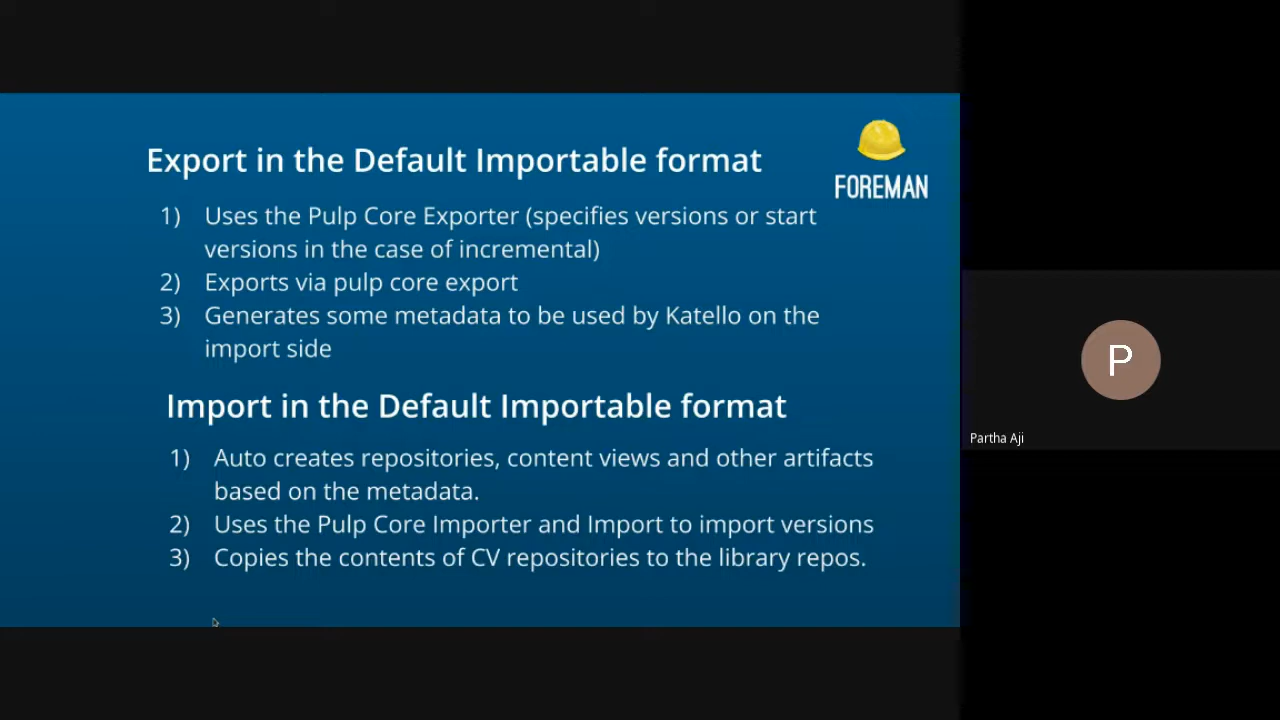 Export in the Default Importable format
FOREMAN
1) Uses the Pulp Core Exporter (specifies versions or start
versions in the case of incremental)
2) Exports via pulp core export
3) Generates some metadata to be used by Katello on the
import side
Import in the Default Importable format
1) Auto creates repositories, content views and other artifacts
based on the metadata.
2) Uses the Pulp Core Importer and Import to import versions
3) Copies the contents of CV repositories to the library repos.
P
Partha Aji